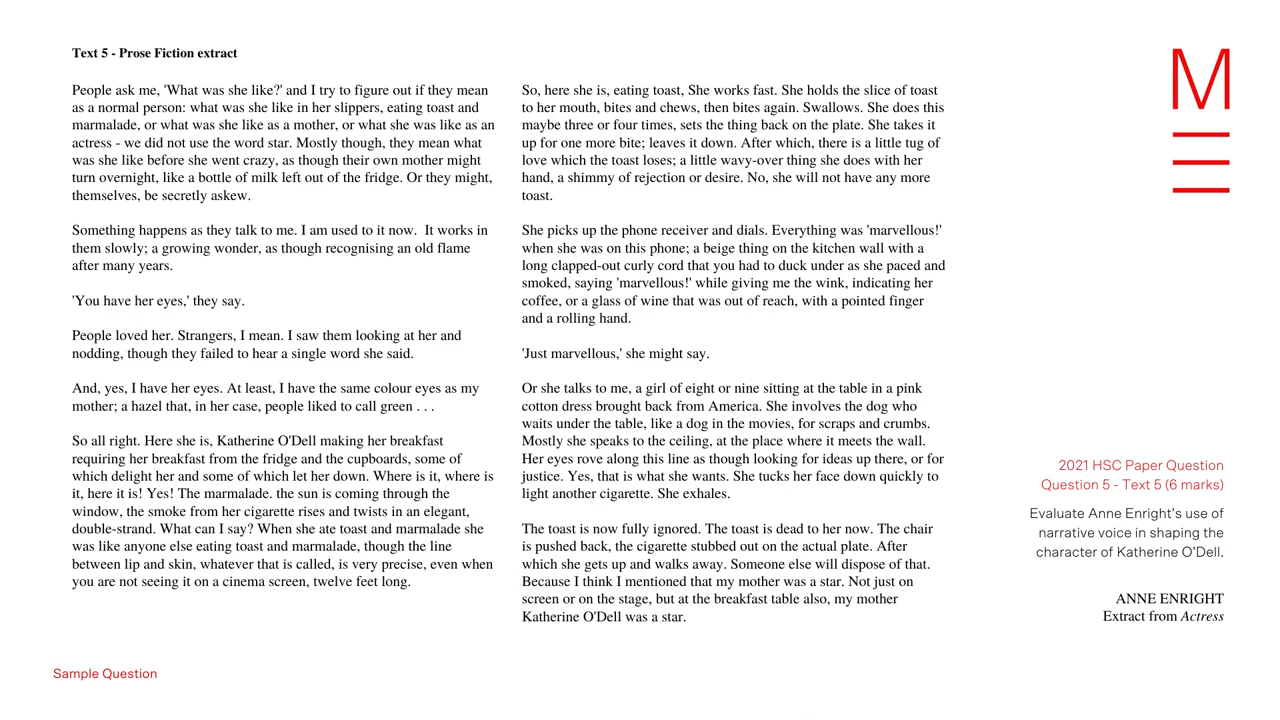 Text 5 - Prose Fiction extract
People ask me, 'What was she like?' and I try to figure out if they mean
as a normal person: what was she like in her slippers, eating toast and
marmalade, or what was she like as a mother, or what she was like as an
actress - we did not use the word star. Mostly though, they mean what
was she like before she went crazy, as though their own mother might
turn overnight, like a bottle of milk left out of the fridge. Or they might,
themselves, be secretly askew.
Something happens as they talk to me. I am used to it now.  It works in
them slowly; a growing wonder, as though recognising an old flame
after many years.
'You have her eyes,' they say.
People loved her. Strangers, I mean. I saw them looking at her and
nodding, though they failed to hear a single word she said.
And, yes, I have her eyes. At least, I have the same colour eyes as my
mother; a hazel that, in her case, people liked to call green . . .
So all right. Here she is, Katherine O'Dell making her breakfast
requiring her breakfast from the fridge and the cupboards, some of
which delight her and some of which let her down. Where is it, where is
it, here it is! Yes! The marmalade. the sun is coming through the
window, the smoke from her cigarette rises and twists in an elegant,
double-strand. What can I say? When she ate toast and marmalade she
was like anyone else eating toast and marmalade, though the line
between lip and skin, whatever that is called, is very precise, even when
you are not seeing it on a cinema screen, twelve feet long.
So, here she is, eating toast, She works fast. She holds the slice of toast
to her mouth, bites and chews, then bites again. Swallows. She does this
maybe three or four times, sets the thing back on the plate. She takes it
up for one more bite; leaves it down. After which, there is a little tug of
love which the toast loses; a little wavy-over thing she does with her
hand, a shimmy of rejection or desire. No, she will not have any more
toast.
She picks up the phone receiver and dials. Everything was 'marvellous!'
when she was on this phone; a beige thing on the kitchen wall with a
long clapped-out curly cord that you had to duck under as she paced and
smoked, saying 'marvellous!' while giving me the wink, indicating her
coffee, or a glass of wine that was out of reach, with a pointed finger
and a rolling hand.
'Just marvellous,' she might say.
Or she talks to me, a girl of eight or nine sitting at the table in a pink
cotton dress brought back from America. She involves the dog who
waits under the table, like a dog in the movies, for scraps and crumbs.
Mostly she speaks to the ceiling, at the place where it meets the wall.
Her eyes rove along this line as though looking for ideas up there, or for
justice. Yes, that is what she wants. She tucks her face down quickly to
light another cigarette. She exhales.
The toast is now fully ignored. The toast is dead to her now. The chair
is pushed back, the cigarette stubbed out on the actual plate. After
which she gets up and walks away. Someone else will dispose of that.
Because I think I mentioned that my mother was a star. Not just on
screen or on the stage, but at the breakfast table also, my mother
Katherine O'Dell was a star.
M
2021 HSC Paper Question
Question 5 - Text 5 (6 marks)
Evaluate Anne Enright’s use of
narrative voice in shaping the
character of Katherine O’Dell.
ANNE ENRIGHT
Extract from Actress
Sample Question